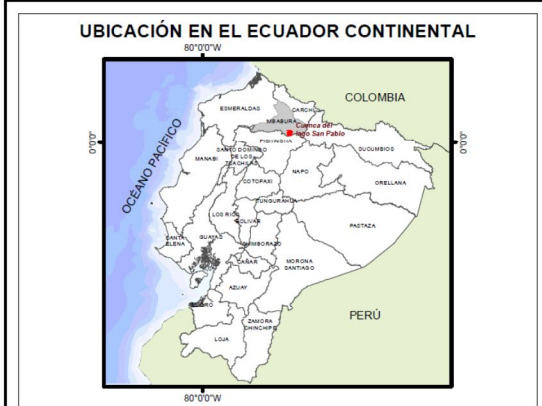 UBICACIÓN EN EL ECUADOR CONTINENTAL
80°0'0"W
COLOMBIA
ESMERALDAS
CARCHI
IMBABURA
Cuenca del
lago San Pablo
0°0'0"
0°0'0"
OCÉANO PACÍFICO
PICHINCHA
SANTO DOMINGO
DE LOS
TSACHILAS
SUCUMBIOS
MANABI
NAPO
ORELLANA
COTOPAXI
TUNGURAHUA
LOS RIOS
BOLIVAR
PASTAZA
SANTA
ELENA
GUAYAS
CHIMBORAZO
MORONA
SANTIAGO
CAÑAR
AZUAY
EL ORO
PERÚ
ZAMORA
CHINCHIPE
LOJA
80°0'0"W